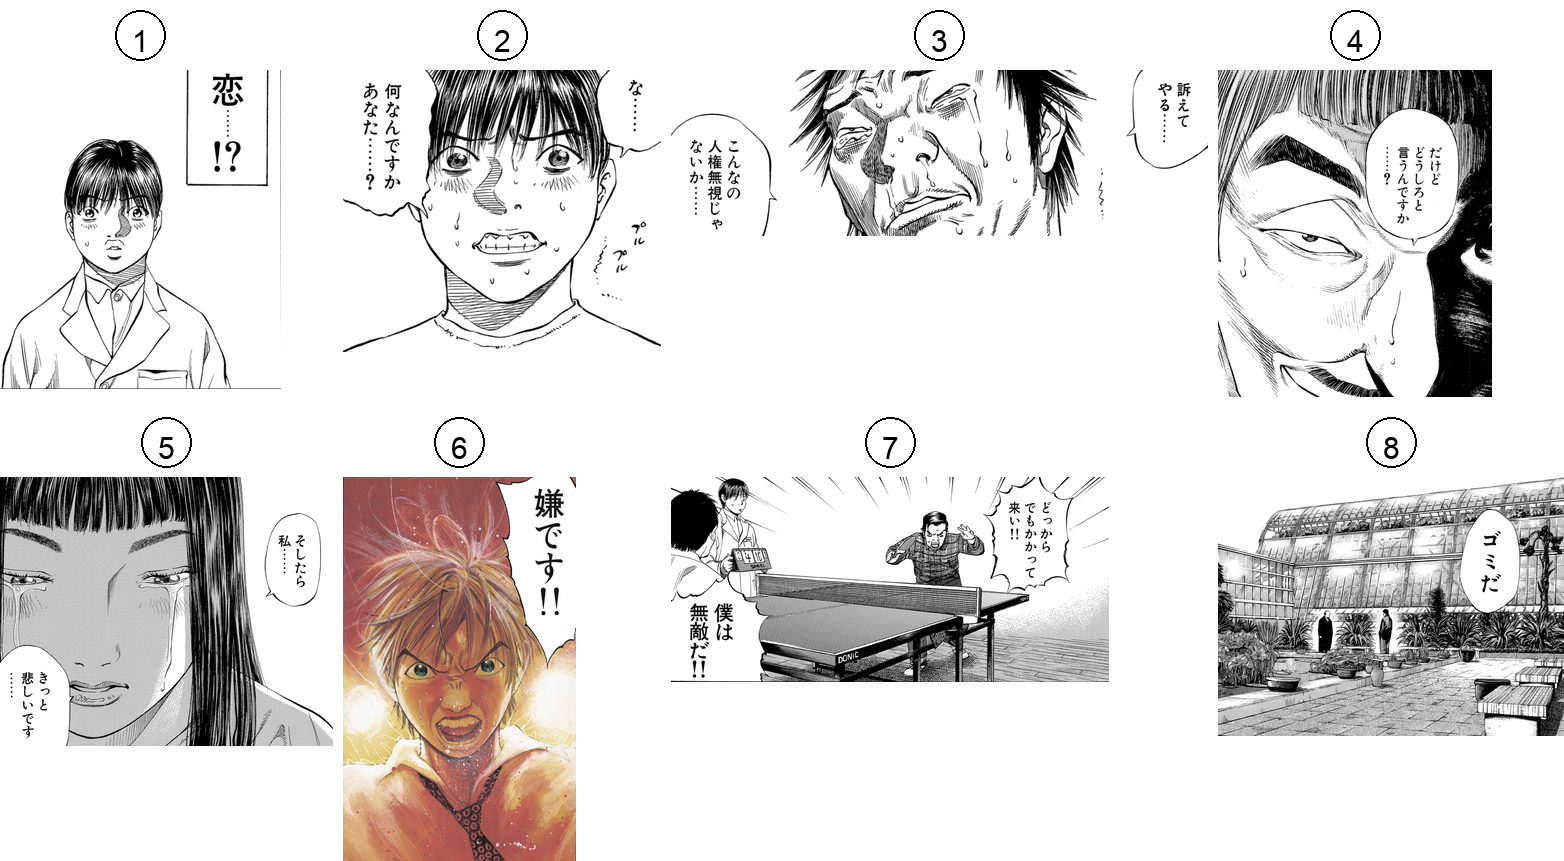 1
恋……!?
2
な……
何なんですか
あなた……?
プル
プル
3
訴えて
やる……
こんなの
人権無視じゃ
ないか……
4
だけど
どうしろと
言うんですか
……?
5
そしたら
私……
きっと
悲しいです
……
6
嫌です!!
7
どっから
でもかかって
来い!!
僕は
無敵だ!!
DONIC
8
ゴミだ